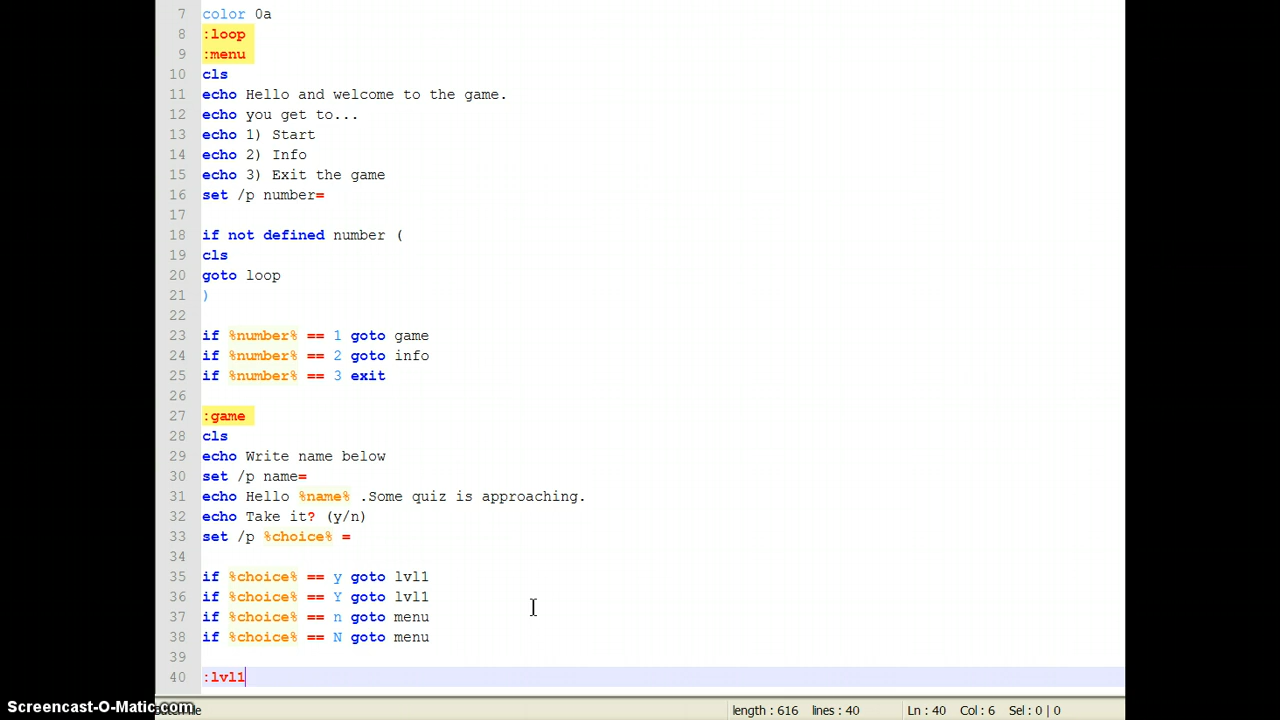 7 color 0a
8 :loop
9 :menu
10 cls
11 echo Hello and welcome to the game.
12 echo you get to...
13 echo 1) Start
14 echo 2) Info
15 echo 3) Exit the game
16 set /p number=
17
18 if not defined number (
19 cls
20 goto loop
21 )
22
23 if %number% == 1 goto game
24 if %number% == 2 goto info
25 if %number% == 3 exit
26
27 :game
28 cls
29 echo Write name below
30 set /p name=
31 echo Hello %name% .Some quiz is approaching.
32 echo Take it? (y/n)
33 set /p %choice% =
34
35 if %choice% == y goto lvl1
36 if %choice% == Y goto lvl1
37 if %choice% == n goto menu
38 if %choice% == N goto menu
39
40 :lvl1
Screencast-O-Matic.com length : 616 lines : 40 Ln : 40 Col : 6 Sel : 0 | 0